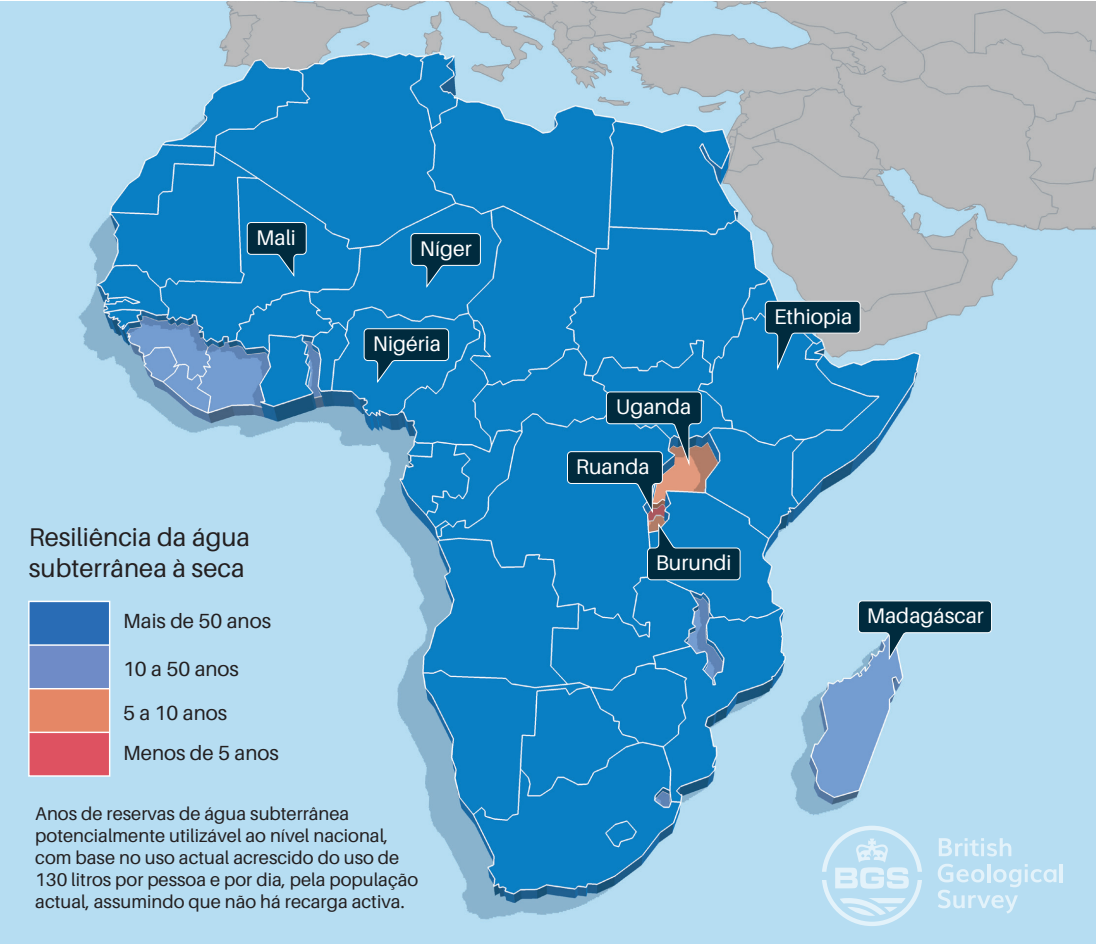 Mali
Níger
Nigéria
Ethiopia
Uganda
Ruanda
Burundi
Madagáscar
Resiliência da água
subterrânea à seca
Mais de 50 anos
10 a 50 anos
5 a 10 anos
Menos de 5 anos
Anos de reservas de água subterrânea
potencialmente utilizável ao nível nacional,
com base no uso actual acrescido do uso de
130 litros por pessoa e por dia, pela população
actual, assumindo que não há recarga activa.
BGS
British
Geological
Survey